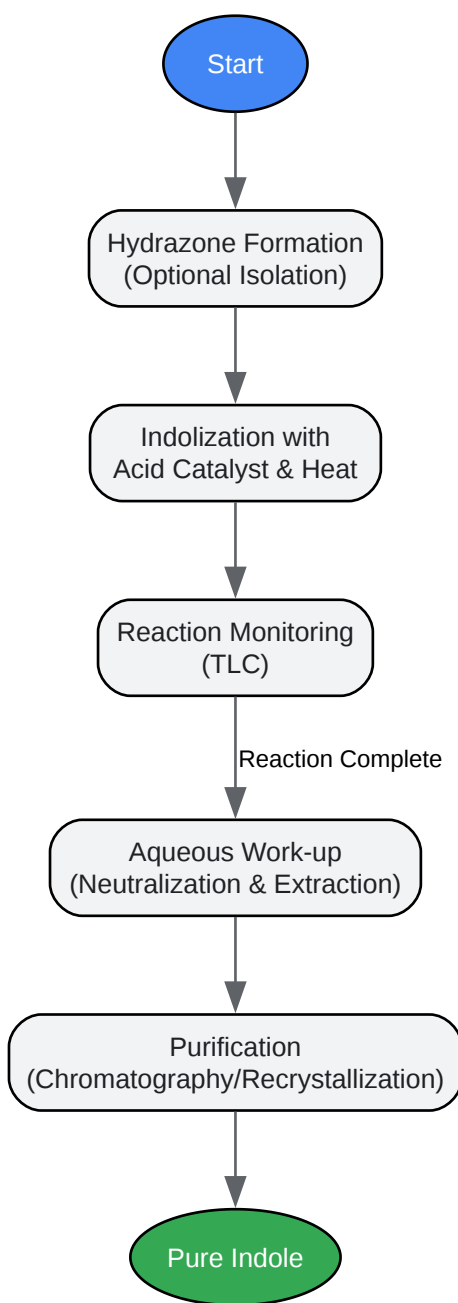 Start
Hydrazone Formation
(Optional Isolation)
Indolization with
Acid Catalyst & Heat
Reaction Monitoring
(TLC)
Reaction Complete
Aqueous Work-up
(Neutralization & Extraction)
Purification
(Chromatography/Recrystallization)
Pure Indole